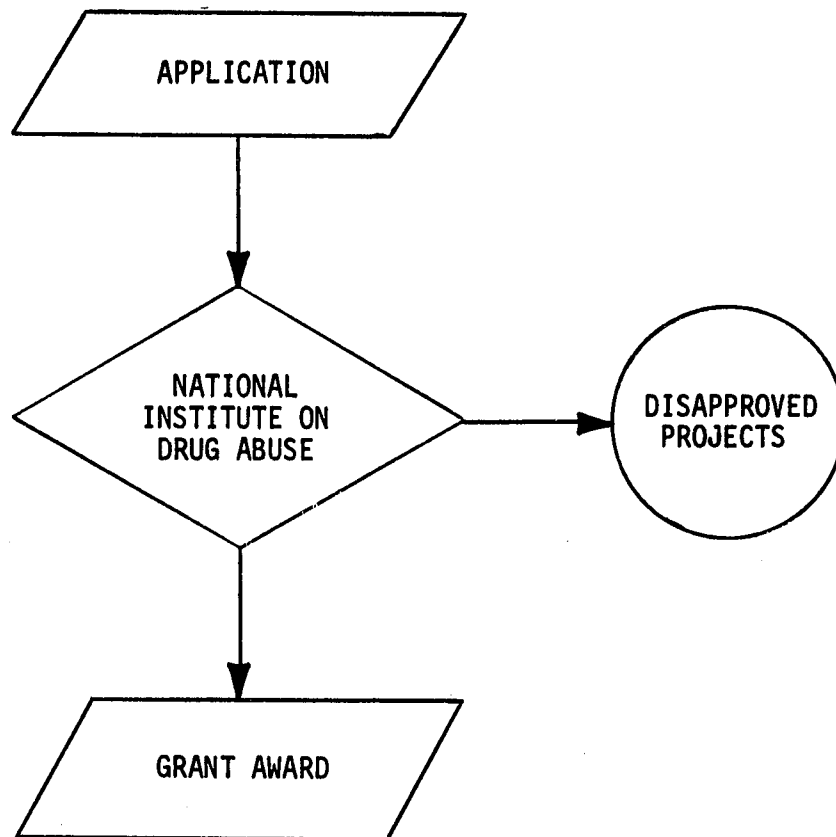 APPLICATION
NATIONAL
INSTITUTE ON
DRUG ABUSE
DISAPPROVED
PROJECTS
GRANT AWARD